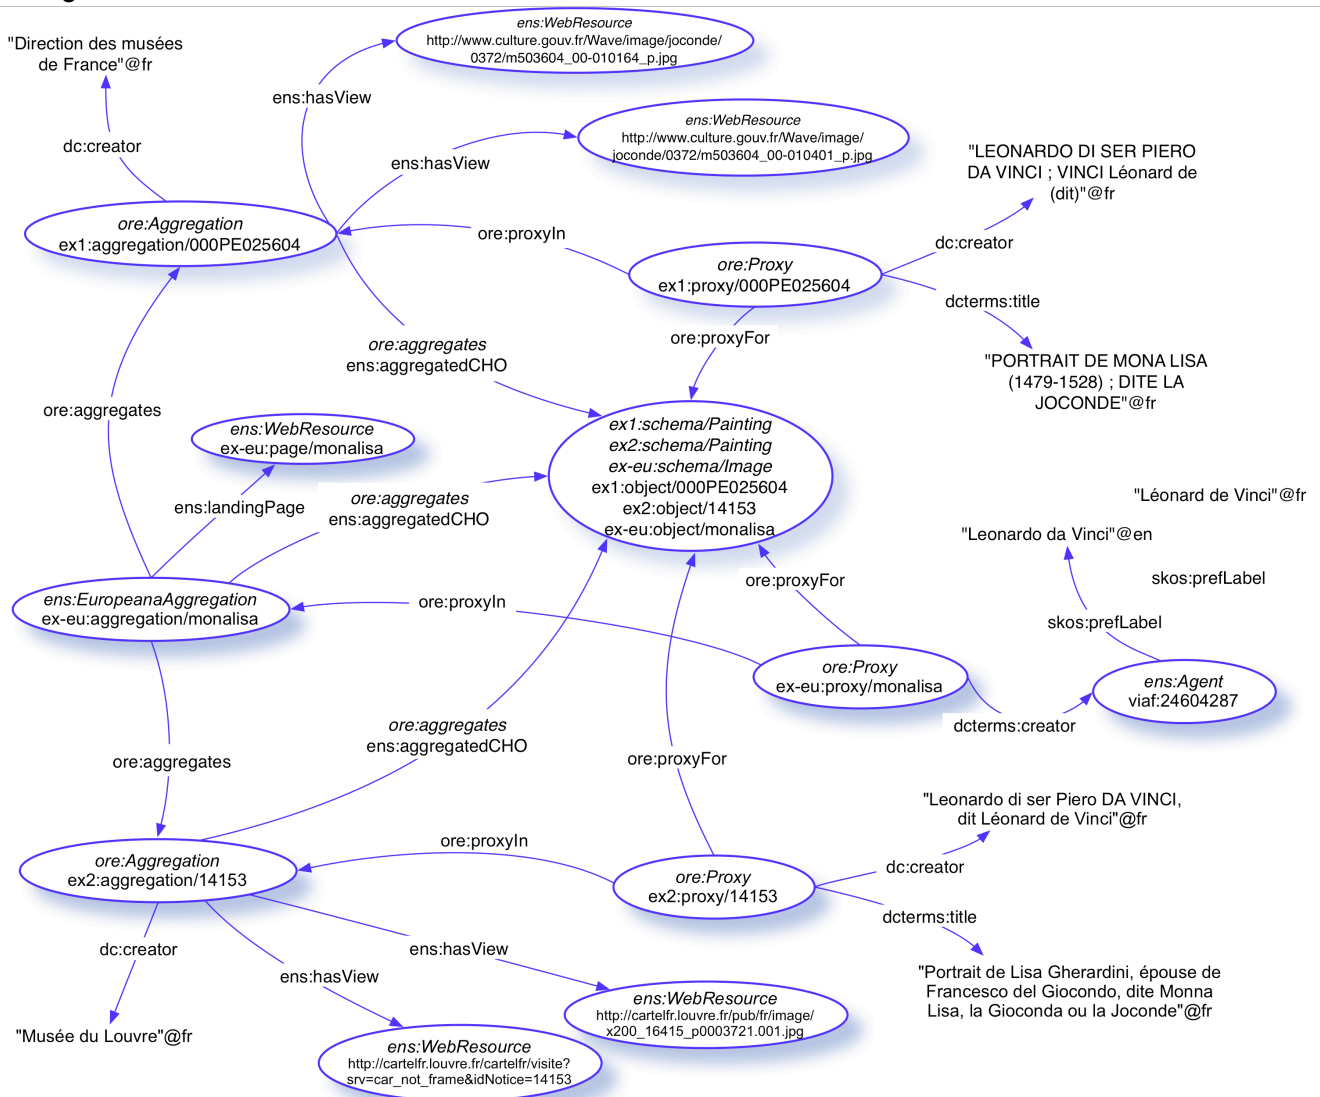 ens:WebResource
http://www.culture.gouv.fr/Wave/image/joconde/
0372/m503604_00-010164_p.jpg
"Direction des musées
de France"@fr
ens:hasView
ens:WebResource
http://www.culture.gouv.fr/Wave/image/
joconde/0372/m503604_00-010401_p.jpg
dc:creator
ens:hasView
"LEONARDO DI SER PIERO
DA VINCI ; VINCI Léonard de
(dit)"@fr
ore:Aggregation
ex1:aggregation/000PE025604
ore:proxyIn
dc:creator
ore:Proxy
ex1:proxy/000PE025604
dcterms:title
ore:proxyFor
ore:aggregates
ens:aggregatedCHO
"PORTRAIT DE MONA LISA
(1479-1528) ; DITE LA
JOCONDE"@fr
ore:aggregates
ens:WebResource
ex-eu:page/monalisa
ex1:schema/Painting
ex2:schema/Painting
ex-eu:schema/Image
ex1:object/000PE025604
ex2:object/14153
ex-eu:object/monalisa
ens:landingPage
ore:aggregates
ens:aggregatedCHO
"Léonard de Vinci"@fr
"Leonardo da Vinci"@en
skos:prefLabel
ore:proxyFor
ens:EuropeanaAggregation
ex-eu:aggregation/monalisa
ore:proxyIn
skos:prefLabel
ore:Proxy
ex-eu:proxy/monalisa
ens:Agent
viaf:24604287
dcterms:creator
ore:aggregates
ens:aggregatedCHO
ore:aggregates
ore:proxyFor
"Leonardo di ser Piero DA VINCI,
dit Léonard de Vinci"@fr
ore:proxyIn
ore:Aggregation
ex2:aggregation/14153
dc:creator
ore:Proxy
ex2:proxy/14153
dcterms:title
dc:creator
ens:hasView
ens:hasView
"Portrait de Lisa Gherardini, épouse de
Francesco del Giocondo, dite Monna
Lisa, la Gioconda ou la Joconde"@fr
ens:WebResource
http://cartelfr.louvre.fr/pub/fr/image/
x200_16415_p0003721.001.jpg
"Musée du Louvre"@fr
ens:WebResource
http://cartelfr.louvre.fr/cartelfr/visite?
srv=car_not_frame&idNotice=14153